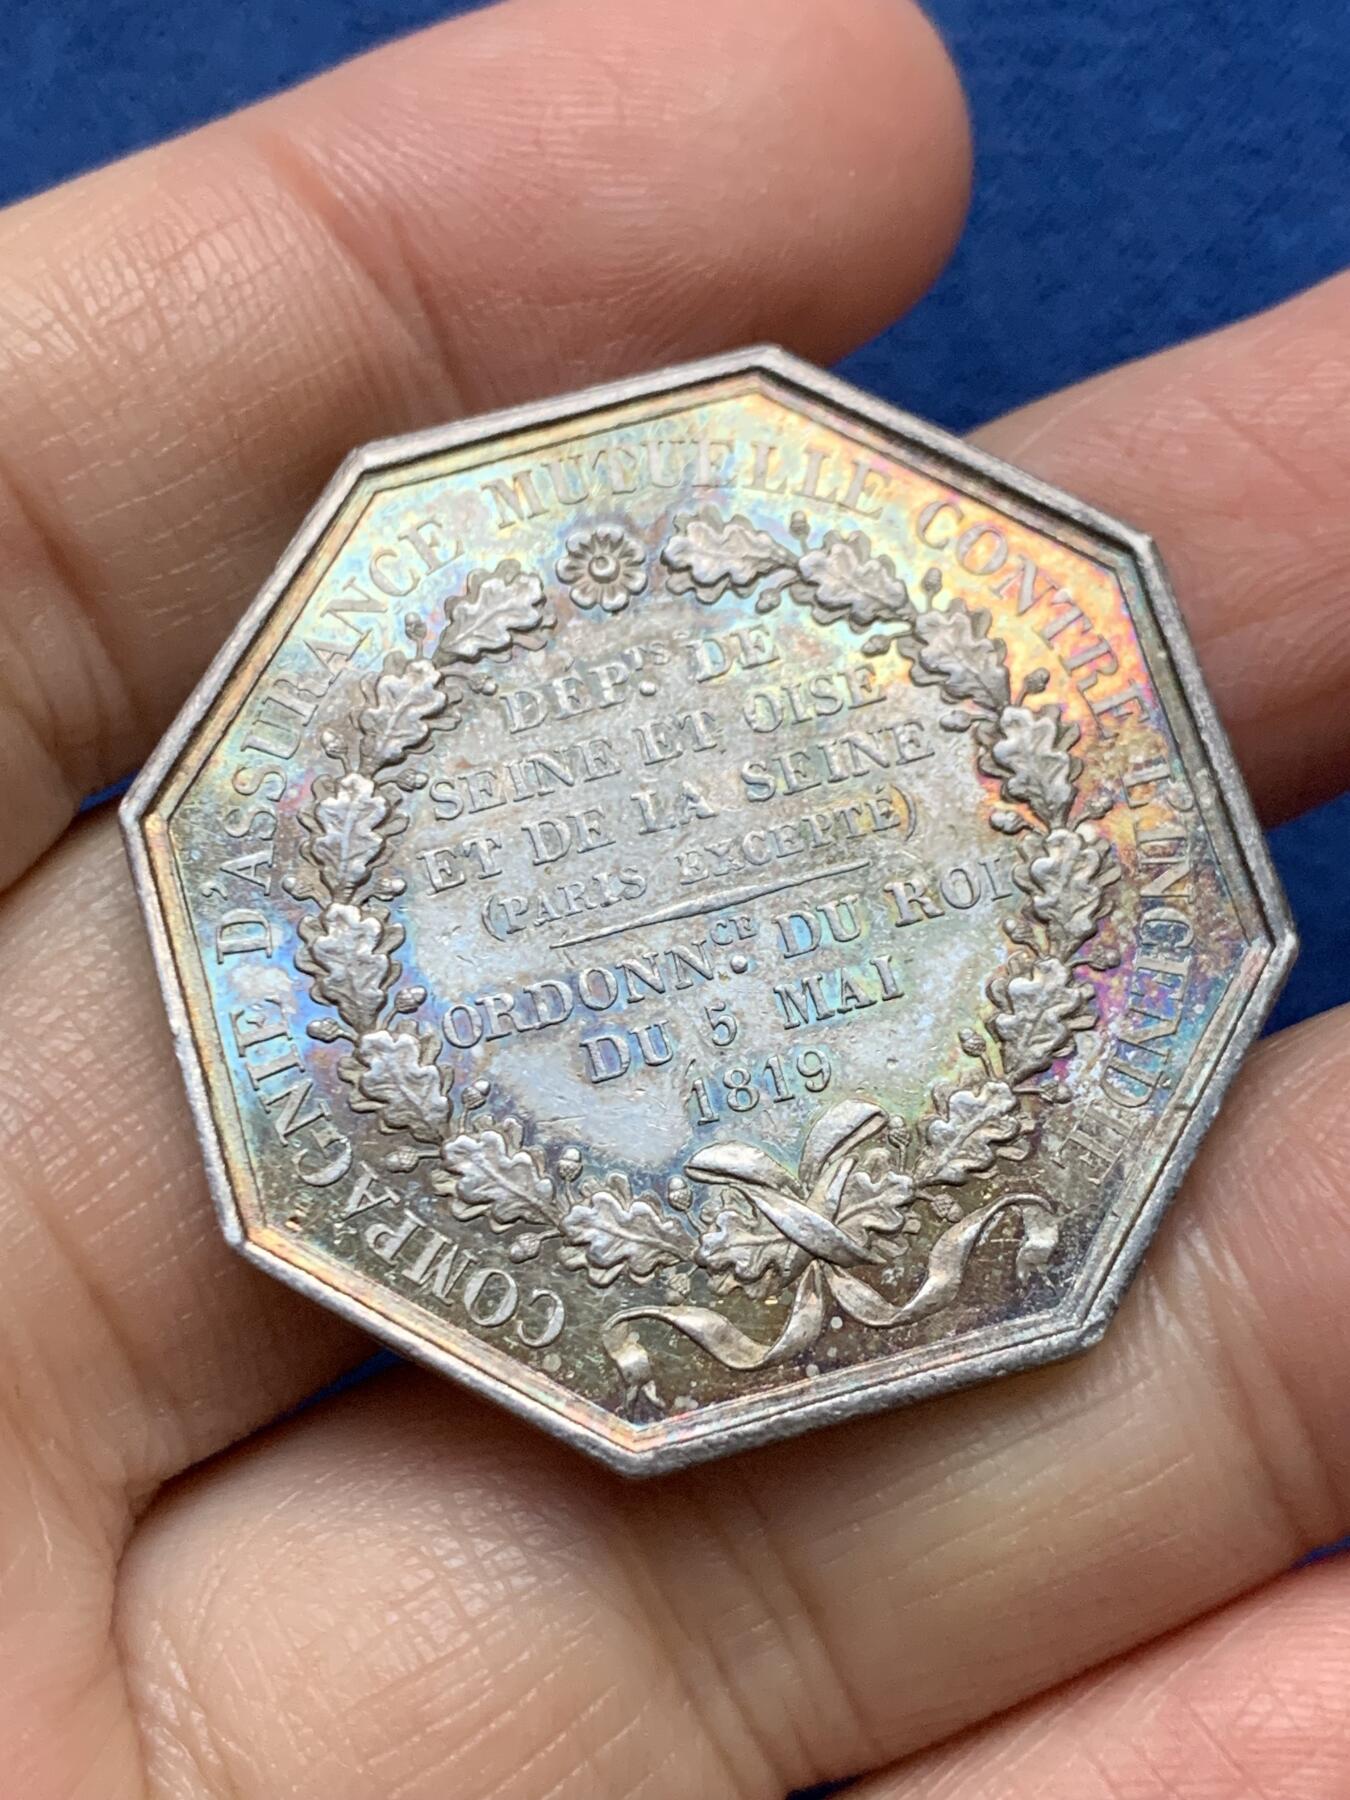 COMPAGNIE D'ASSURANCE MUTUELLE CONTRE L'INCENDIE
DÉP.TS DE
SEINE ET OISE
ET DE LA SEINE
(PARIS EXCEPTÉ)
ORDONN.CE DU ROI
DU 5 MAI
1819